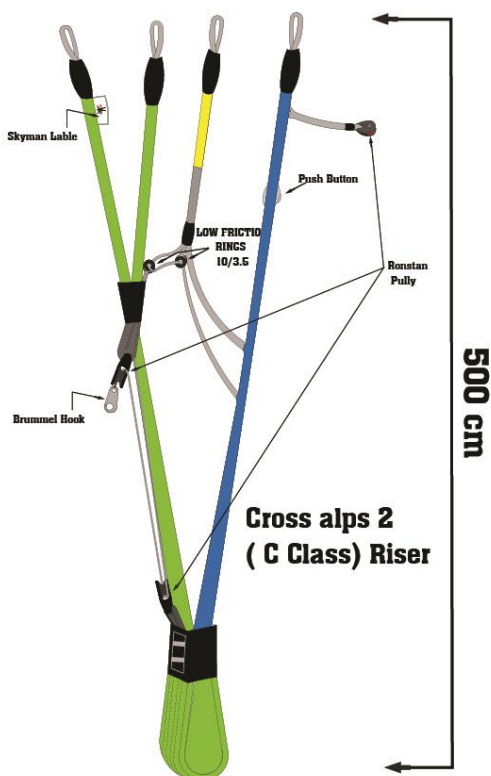 Skyman Lable
Push Button
LOW FRICTIO
RINGS
10/3.5
Ronstan
Pully
Brummel Hook
500 cm
Cross alps 2
( C Class) Riser